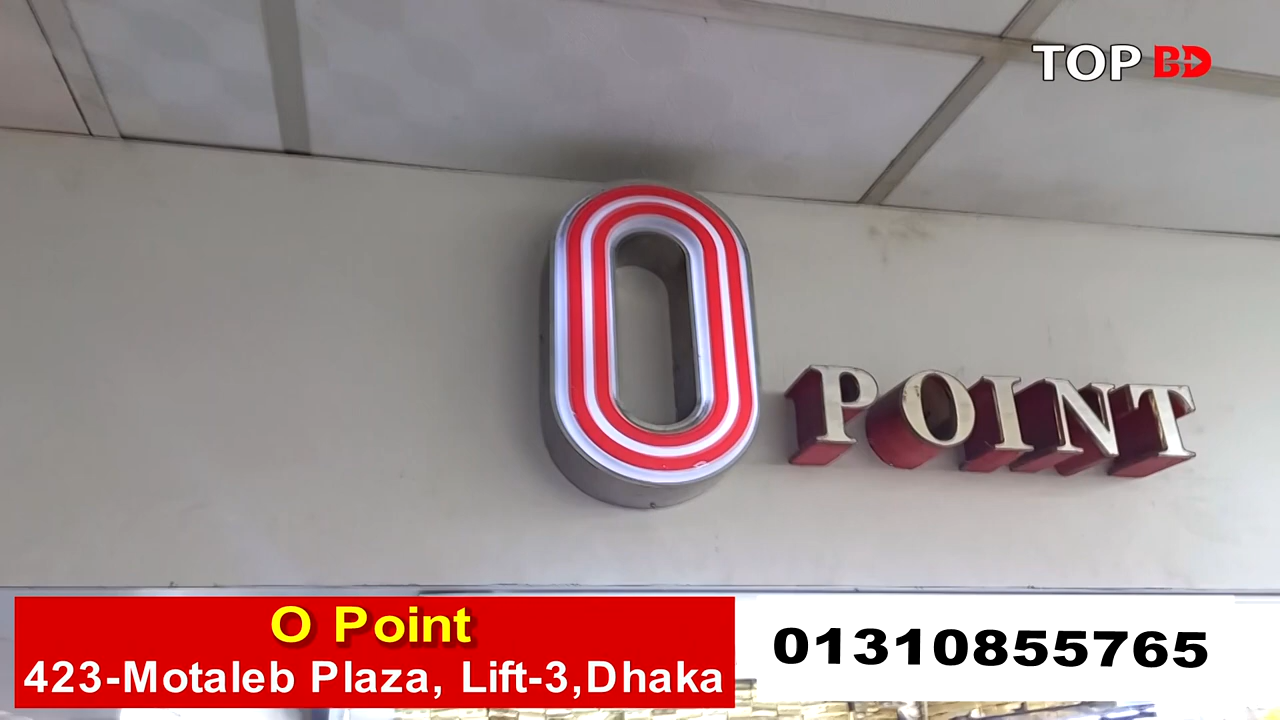 TOP BD
O POINT
O Point
423-Motaleb Plaza, Lift-3,Dhaka
01310855765